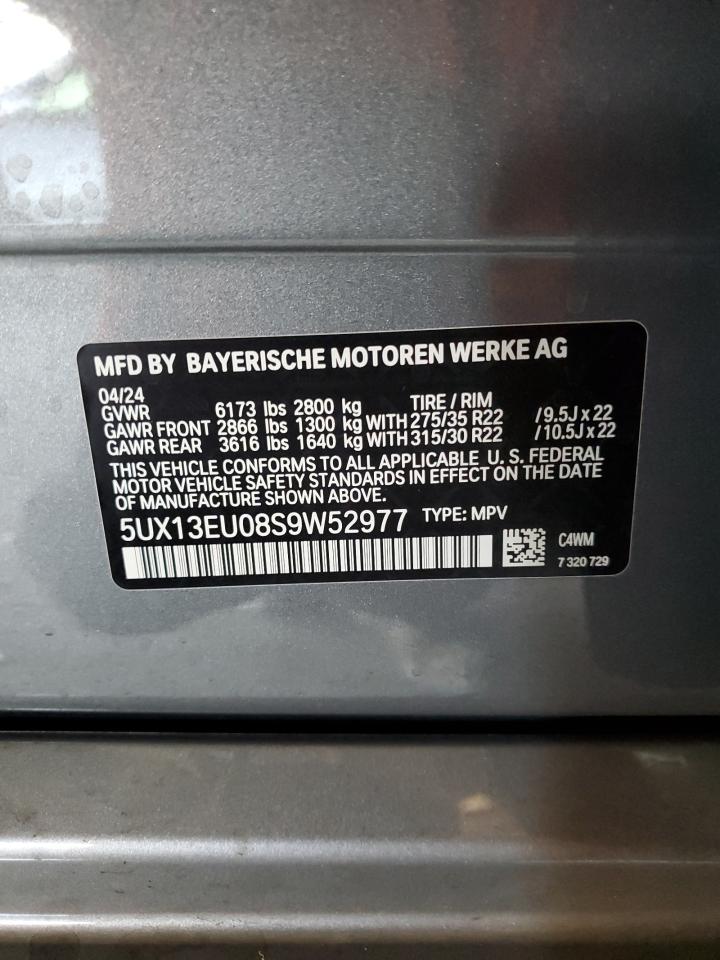 MFD BY BAYERISCHE MOTOREN WERKE AG
04/24
GVWR 6173 lbs 2800 kg TIRE / RIM
GAWR FRONT 2866 lbs 1300 kg WITH 275/35 R22 /9.5J x 22
GAWR REAR 3616 lbs 1640 kg WITH 315/30 R22 /10.5J x 22
THIS VEHICLE CONFORMS TO ALL APPLICABLE U. S. FEDERAL
MOTOR VEHICLE SAFETY STANDARDS IN EFFECT ON THE DATE
OF MANUFACTURE SHOWN ABOVE.
5UX13EU08S9W52977 TYPE: MPV
C4WM
7 320 729